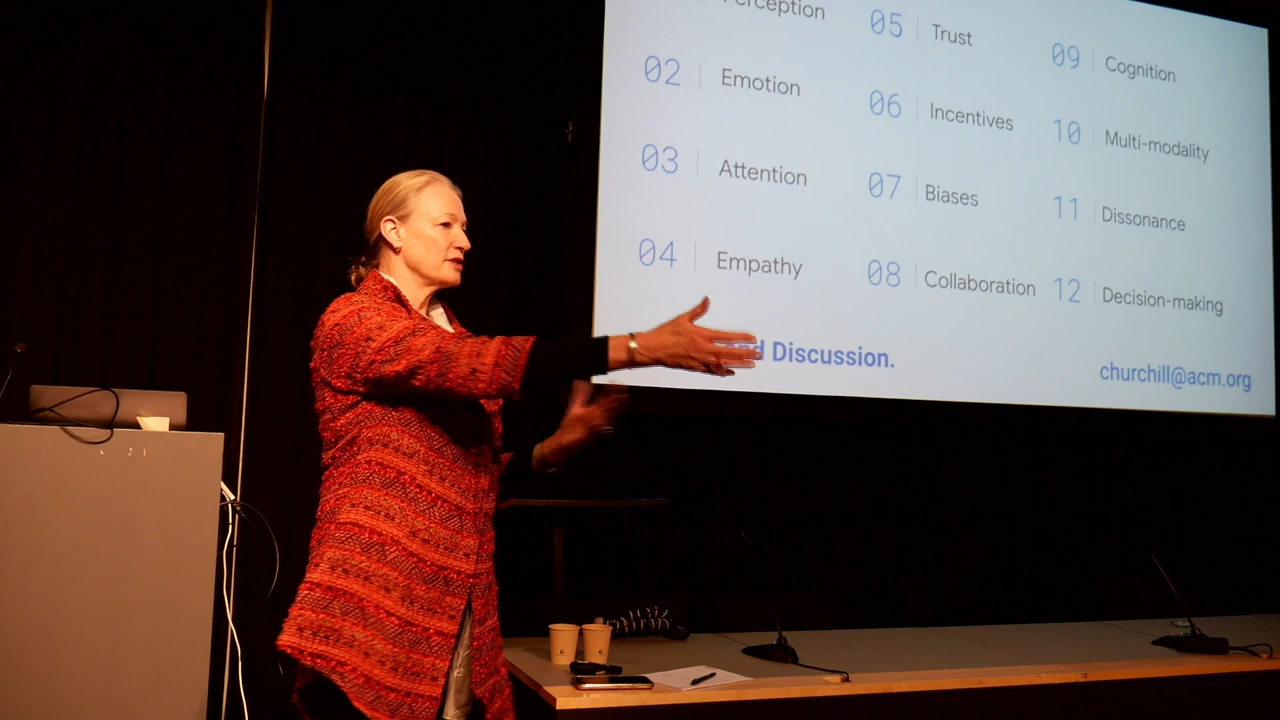 Perception
02 Emotion
03 Attention
04 Empathy
05 Trust
06 Incentives
07 Biases
08 Collaboration
09 Cognition
10 Multi-modality
11 Dissonance
12 Decision-making
Discussion.
churchill@acm.org